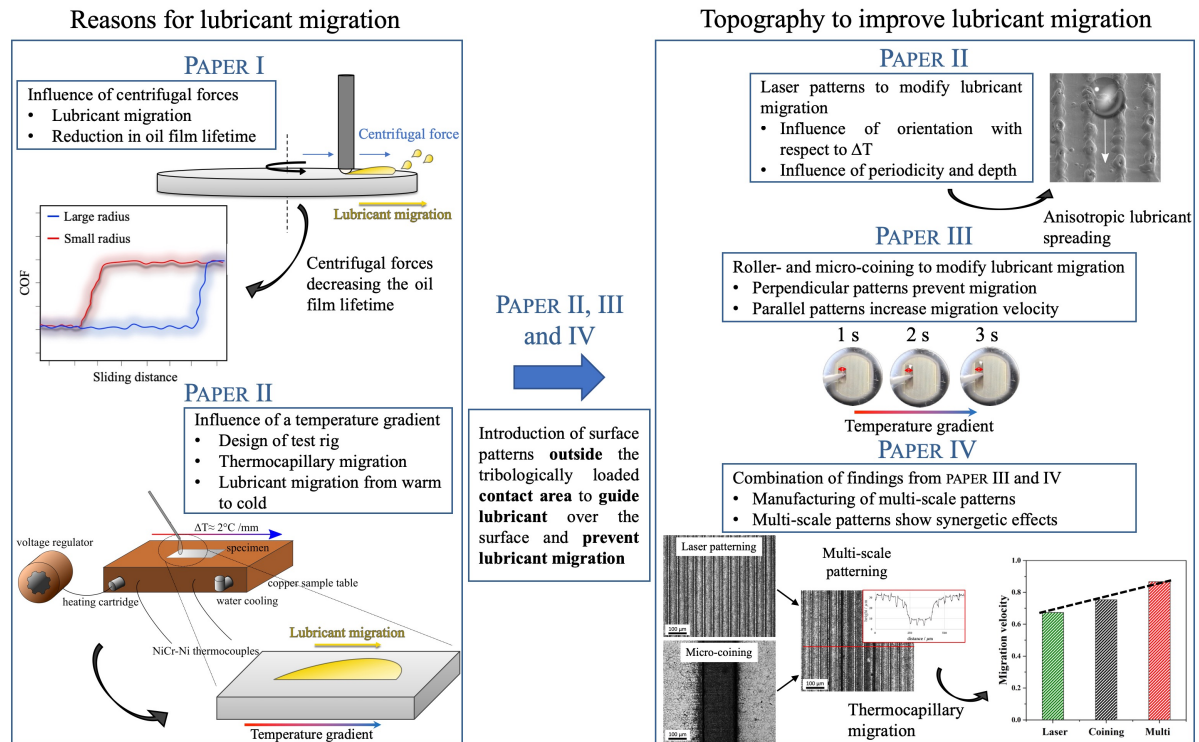 Reasons for lubricant migration
PAPER I
Influence of centrifugal forces
• Lubricant migration
• Reduction in oil film lifetime
Centrifugal force
Lubricant migration
Large radius
Small radius
COF
Sliding distance
Centrifugal forces
decreasing the oil
film lifetime
PAPER II
Influence of a temperature gradient
• Design of test rig
• Thermocapillary migration
• Lubricant migration from warm
to cold
ΔT≈ 2°C /mm
voltage regulator
specimen
copper sample table
heating cartridge
water cooling
NiCr-Ni thermocouples
Lubricant migration
Temperature gradient
PAPER II, III
and IV
Introduction of surface
patterns outside the
tribologically loaded
contact area to guide
lubricant over the
surface and prevent
lubricant migration
Topography to improve lubricant migration
PAPER II
Laser patterns to modify lubricant
migration
• Influence of orientation with
respect to ΔT
• Influence of periodicity and depth
Anisotropic lubricant
spreading
PAPER III
Roller- and micro-coining to modify lubricant migration
• Perpendicular patterns prevent migration
• Parallel patterns increase migration velocity
1 s 2 s 3 s
Temperature gradient
PAPER IV
Combination of findings from PAPER III and IV
• Manufacturing of multi-scale patterns
• Multi-scale patterns show synergetic effects
Laser patterning
100 µm
Micro-coining
100 µm
Multi-scale
patterning
distance / µm
100 µm
Thermocapillary
migration
Migration velocity
1.0
0.8
0.6
0.4
0.2
0.0
Laser Coining Multi